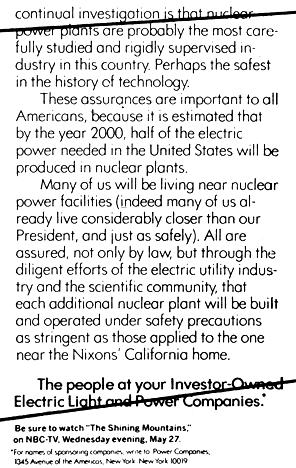 continual investigation is that nuclear
power plants are probably the most care-
fully studied and rigidly supervised in-
dustry in this country. Perhaps the safest
in the history of technology.
These assurances are important to all
Americans, because it is estimated that
by the year 2000, half of the electric
power needed in the United States will be
produced in nuclear plants.
Many of us will be living near nuclear
power facilities (indeed many of us al-
ready live considerably closer than our
President, and just as safely). All are
assured, not only by law, but through the
diligent efforts of the electric utility indus-
try and the scientific community, that
each additional nuclear plant will be built
and operated under safety precautions
as stringent as those applied to the one
near the Nixons' California home.
The people at your Investor-Owned
Electric Light and Power Companies.*
Be sure to watch "The Shining Mountains,"
on NBC-TV, Wednesday evening, May 27.
*For names of sponsoring companies, write to Power Companies,
1345 Avenue of the Americas, New York New York 10019